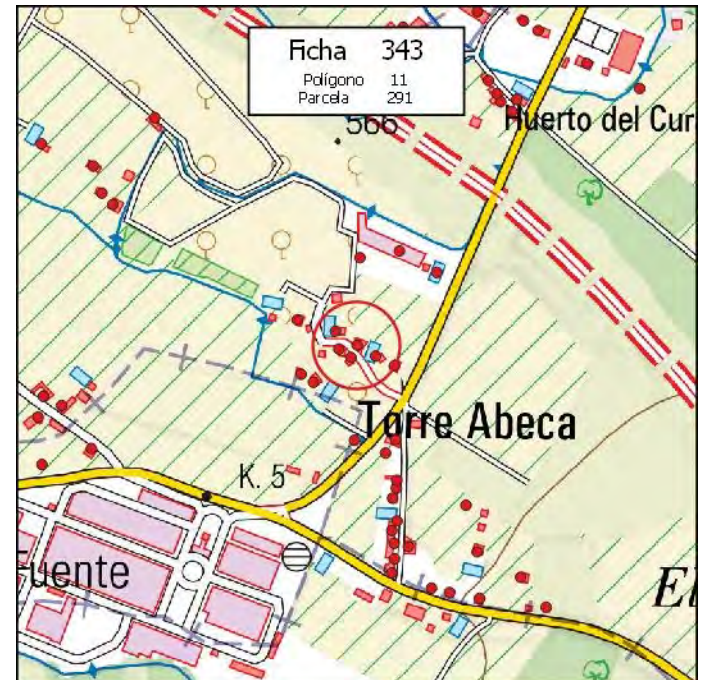 Ficha 343
Polígono 11
Parcela 291
566
Huerto del Cur
Torre Abeca
K. 5
Fuente
El